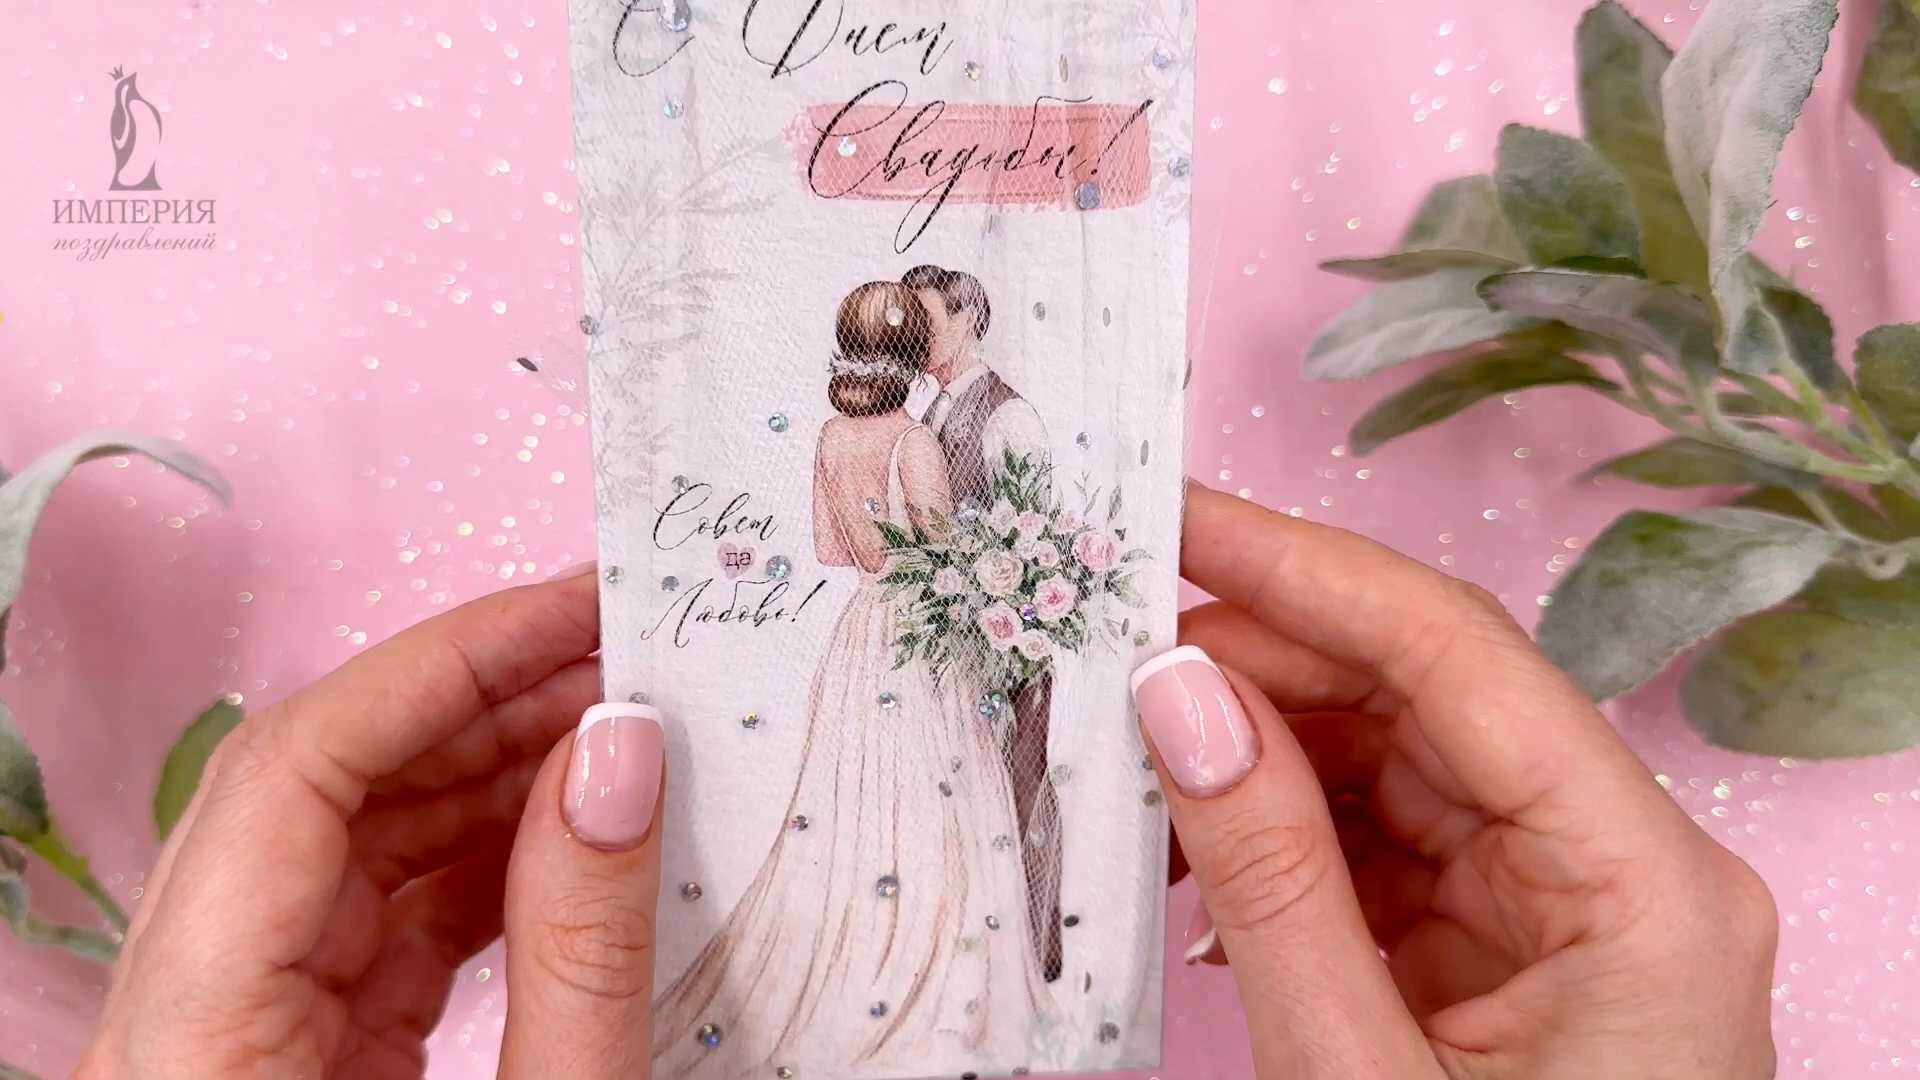 ИМПЕРИЯ
поздравлений
С Днем
Свадьбы!
Совет
да
Любовь!